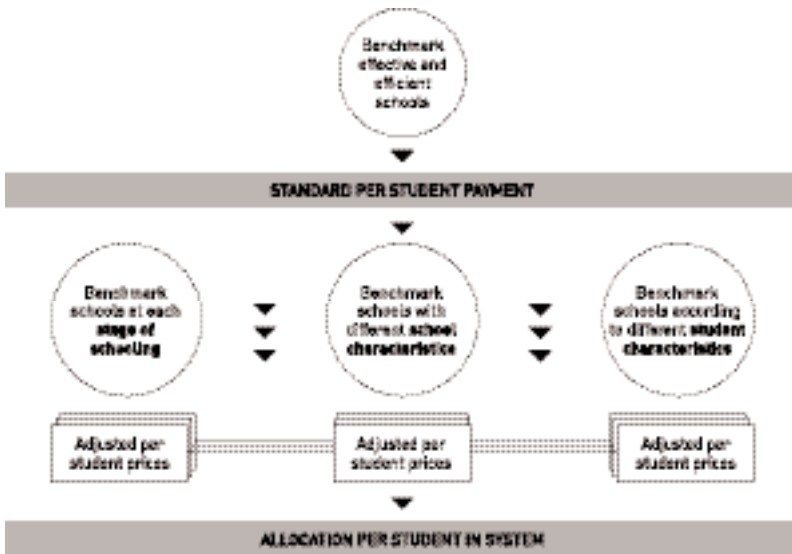 Benchmark
effective and
efficient
schools
STANDARD PER STUDENT PAYMENT
Benchmark
schools at each
stage of
schooling
Benchmark
schools with
different school
characteristics
Benchmark
schools according
to different student
characteristics
Adjusted per
student prices
Adjusted per
student prices
Adjusted per
student prices
ALLOCATION PER STUDENT IN SYSTEM